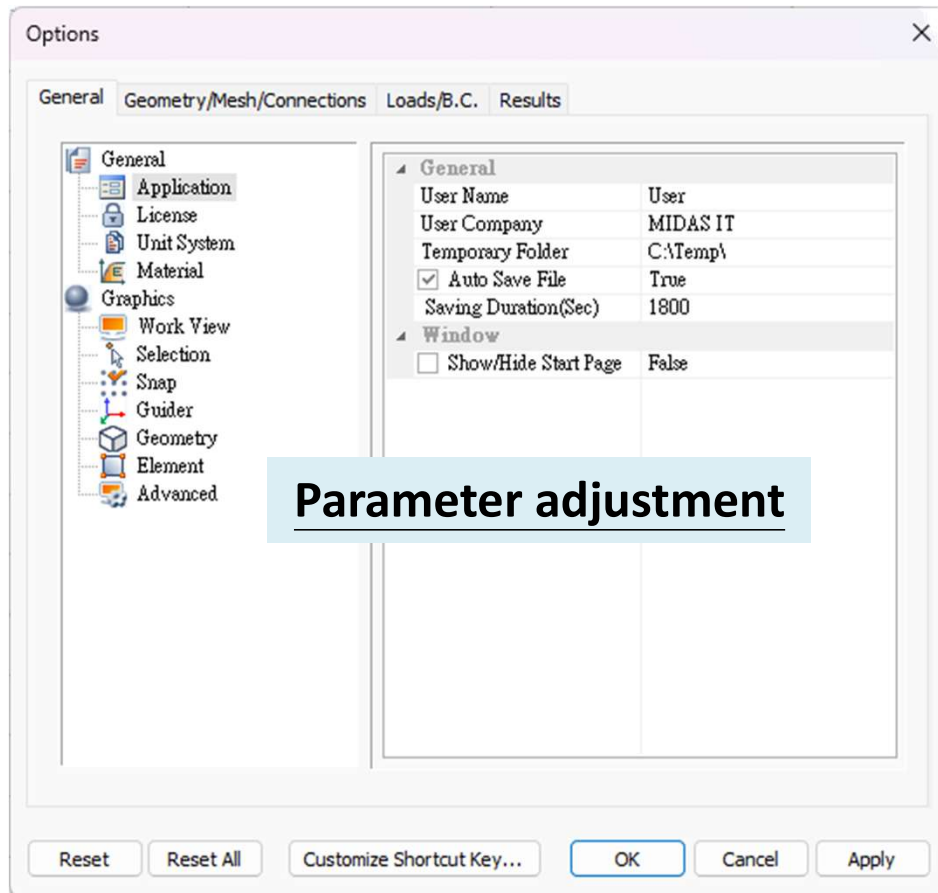 Options
General Geometry/Mesh/Connections Loads/B.C. Results
General
Application
License
Unit System
Material
Graphics
Work View
Selection
Snap
Guider
Geometry
Element
Advanced
General
User Name User
User Company MIDAS IT
Temporary Folder C:\Temp\
Auto Save File True
Saving Duration(Sec) 1800
Window
Show/Hide Start Page False
Parameter adjustment
Reset Reset All Customize Shortcut Key... OK Cancel Apply